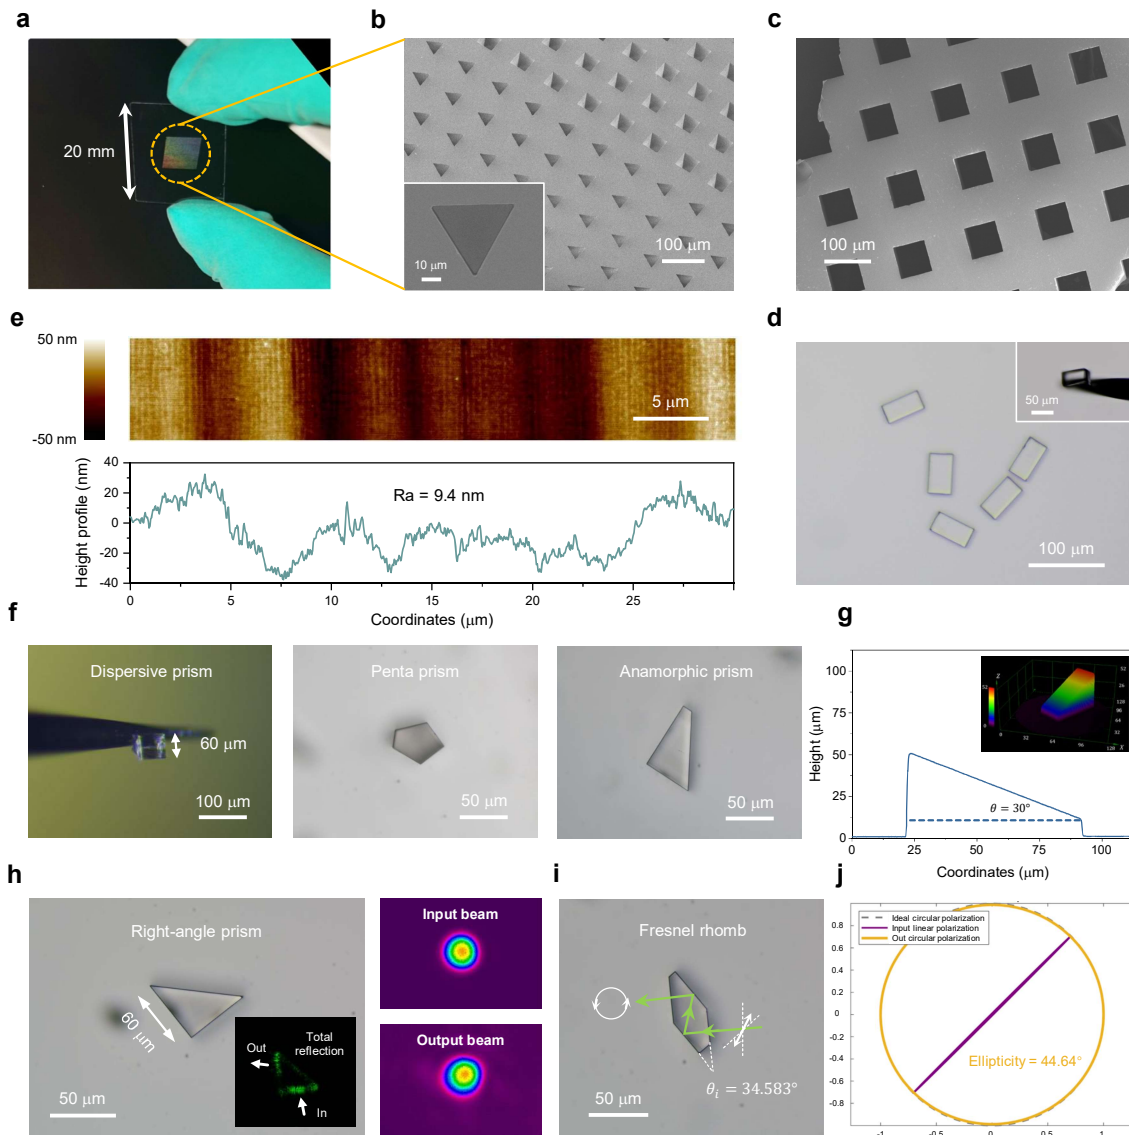 a
20 mm
b
10 μm
100 μm
c
100 μm
e
50 nm
-50 nm
5 μm
Height profile (nm)
40
20
0
-20
-40
Ra = 9.4 nm
0
5
10
15
20
25
Coordinates (μm)
d
50 μm
100 μm
f
Dispersive prism
60 μm
100 μm
Penta prism
50 μm
Anamorphic prism
50 μm
g
Height (μm)
100
75
50
25
0
θ = 30°
0
25
50
75
100
Coordinates (μm)
h
Right-angle prism
60 μm
50 μm
Out
Total
reflection
In
Input beam
Output beam
i
Fresnel rhomb
θi = 34.583°
50 μm
j
Ideal circular polarization
Input linear polarization
Out circular polarization
0.8
0.6
0.4
0.2
0
-0.2
-0.4
-0.6
-0.8
Ellipticity = 44.64°
-1
0
1